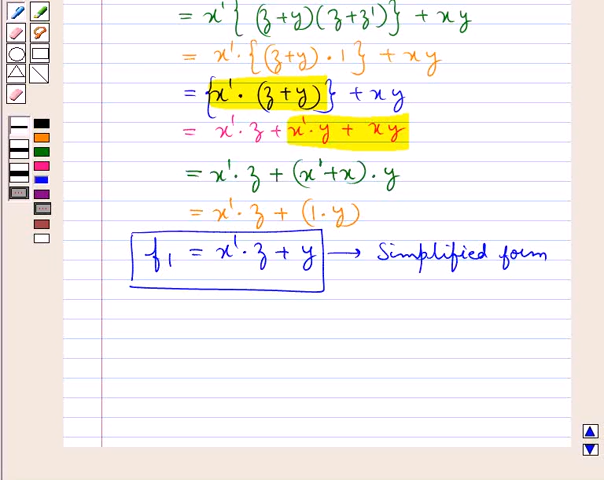 = x'{ (z+y)(z+z')} + xy
= x'·{(z+y)·1} + xy
= {x'· (z+y)} + xy
= x'·z + x'·y + xy
= x'·z + (x'+x)·y
= x'·z + (1·y)
f₁ = x'·z + y → Simplified form